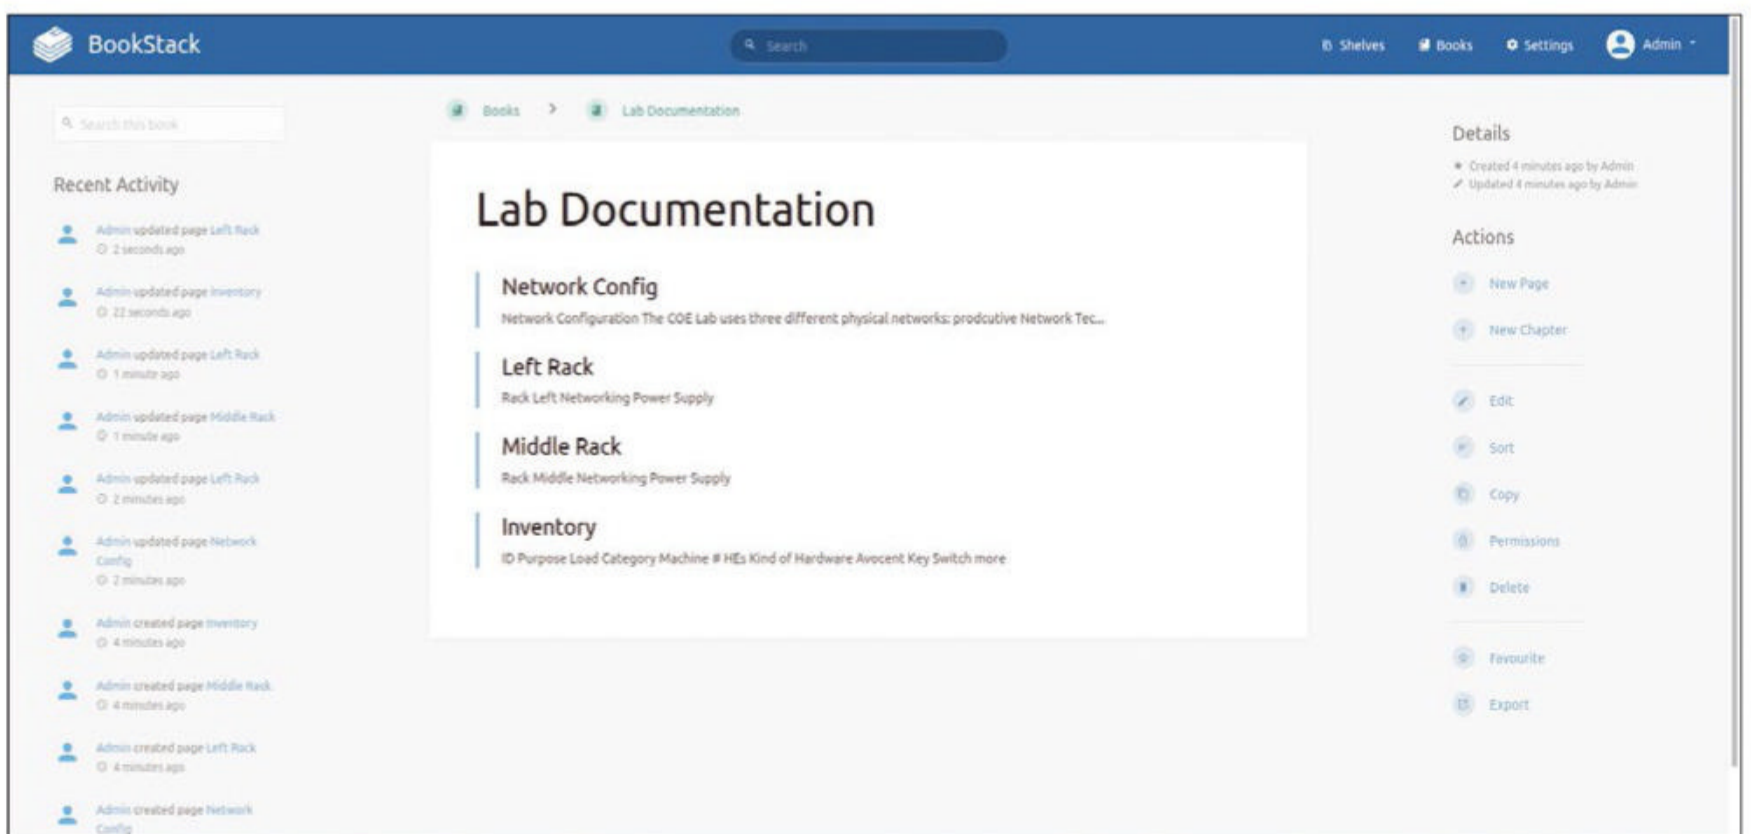 BookStack
Search
Shelves
Books
Settings
Admin
Search this book
Recent Activity
Admin updated page Left Rack
2 seconds ago
Admin updated page Inventory
22 seconds ago
Admin updated page Left Rack
1 minute ago
Admin updated page Middle Rack
1 minute ago
Admin updated page Left Rack
2 minutes ago
Admin updated page Network
Config
2 minutes ago
Admin created page Inventory
4 minutes ago
Admin created page Middle Rack
4 minutes ago
Admin created page Left Rack
4 minutes ago
Admin created page Network
Config
Books > Lab Documentation
Lab Documentation
Network Config
Network Configuration The COE Lab uses three different physical networks: prodcutive Network Tec...
Left Rack
Rack Left Networking Power Supply
Middle Rack
Rack Middle Networking Power Supply
Inventory
ID Purpose Load Category Machine # HEs Kind of Hardware Avocent Key Switch more
Details
Created 4 minutes ago by Admin
Updated 4 minutes ago by Admin
Actions
New Page
New Chapter
Edit
Sort
Copy
Permissions
Delete
Favourite
Export